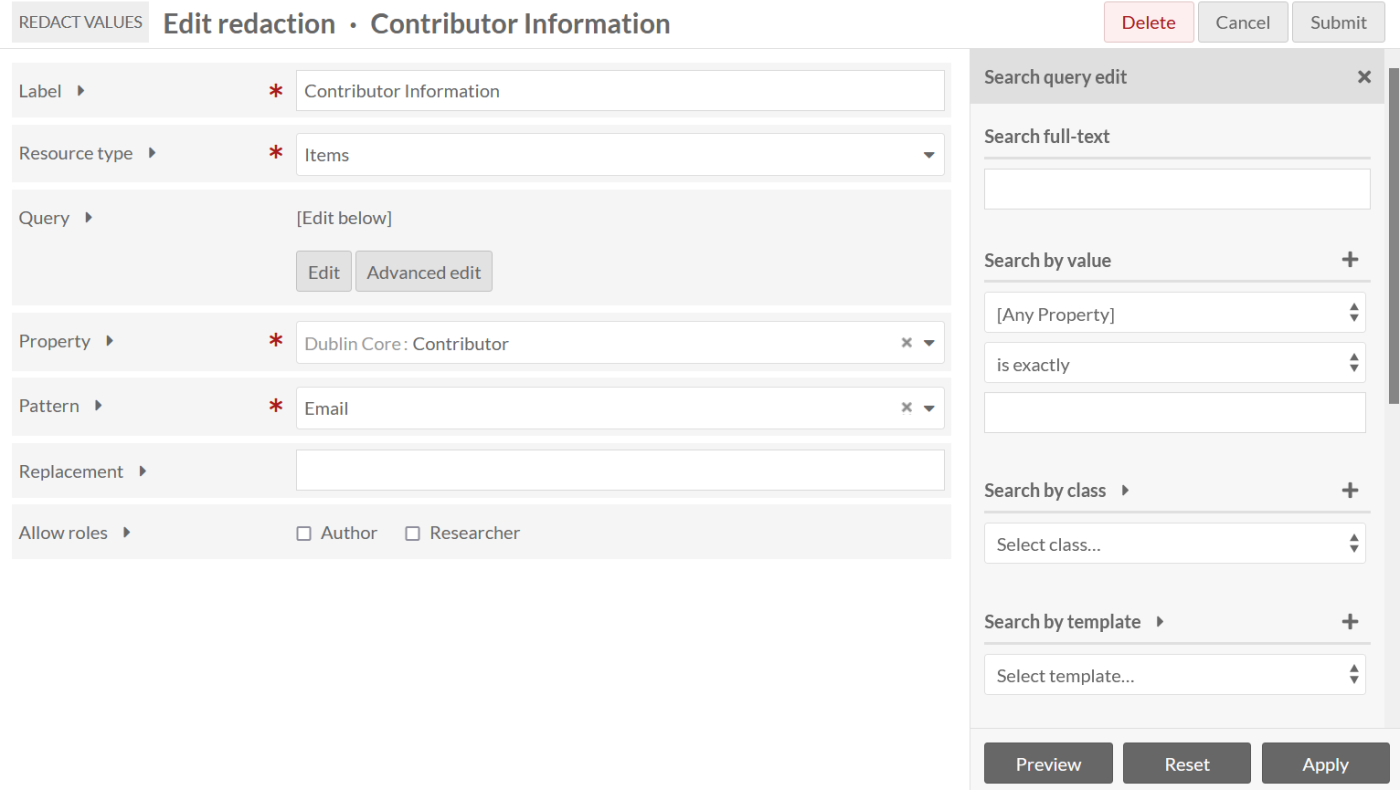 REDACT VALUES Edit redaction · Contributor Information Delete Cancel Submit
Label * Contributor Information
Resource type * Items
Query [Edit below]
Edit Advanced edit
Property * Dublin Core : Contributor
Pattern * Email
Replacement
Allow roles Author Researcher
Search query edit
Search full-text
Search by value
[Any Property]
is exactly
Search by class
Select class...
Search by template
Select template...
Preview Reset Apply